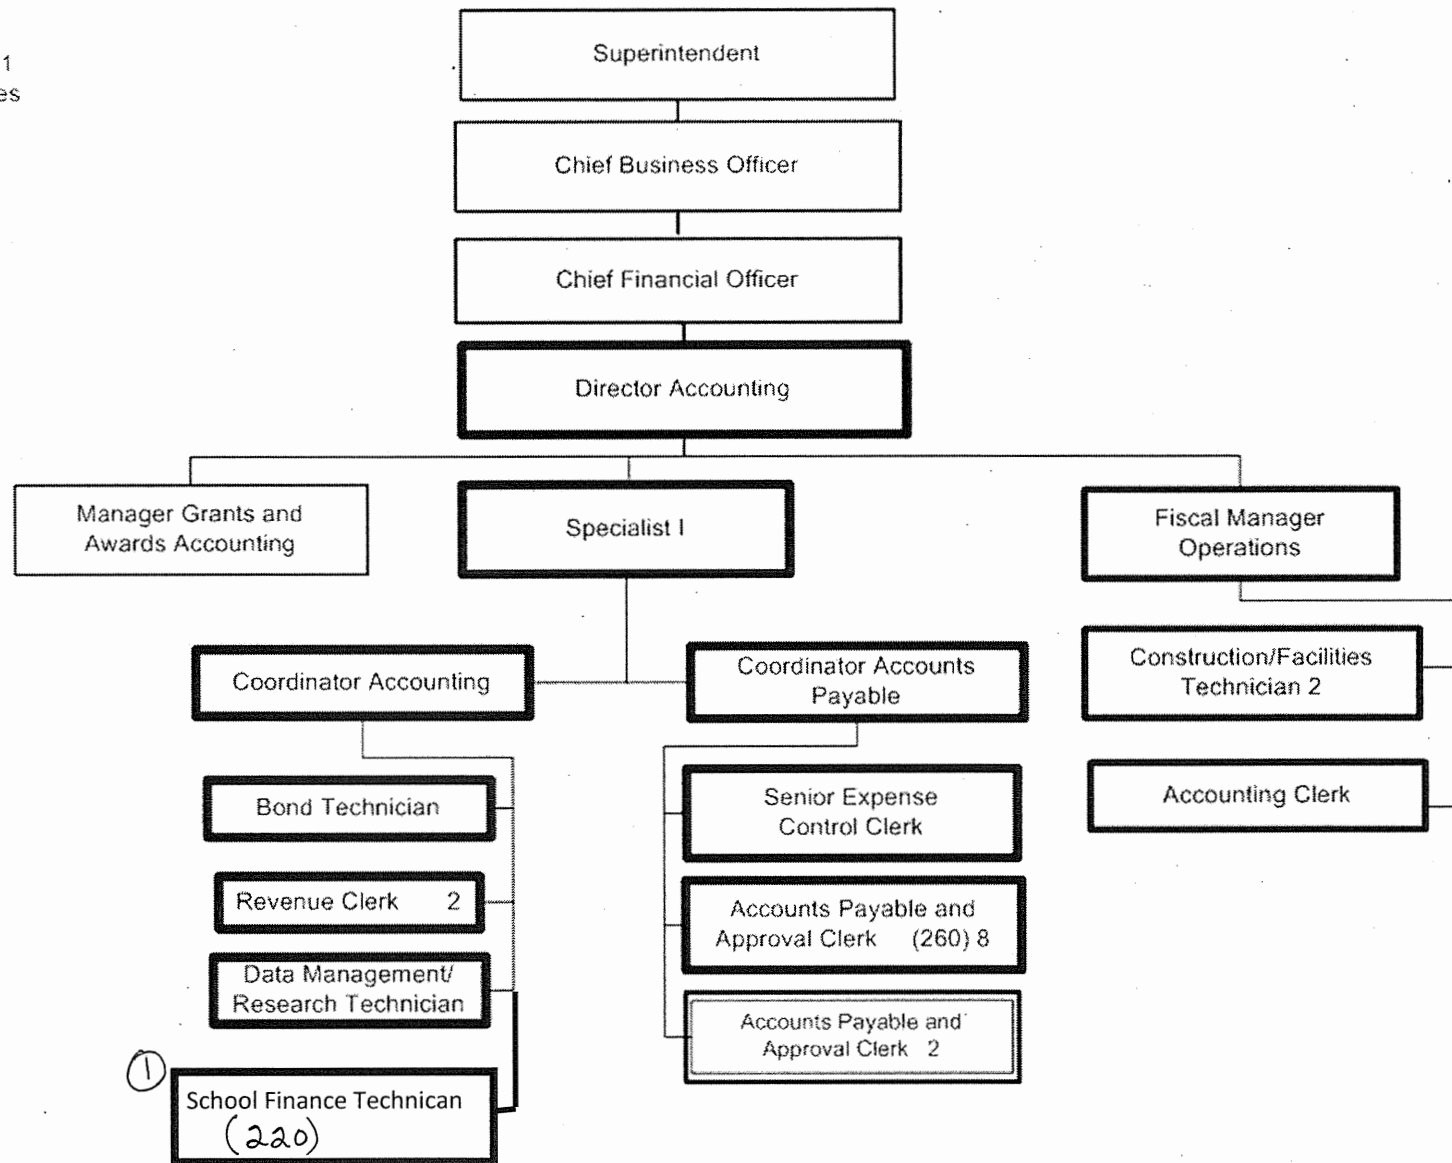 1
es
Superintendent
Chief Business Officer
Chief Financial Officer
Director Accounting
Manager Grants and
Awards Accounting
Specialist I
Fiscal Manager
Operations
Coordinator Accounting
Coordinator Accounts
Payable
Construction/Facilities
Technician 2
Bond Technician
Senior Expense
Control Clerk
Accounting Clerk
Revenue Clerk 2
Accounts Payable and
Approval Clerk (260) 8
Data Management/
Research Technician
Accounts Payable and
Approval Clerk 2
1
School Finance Technican
(220)